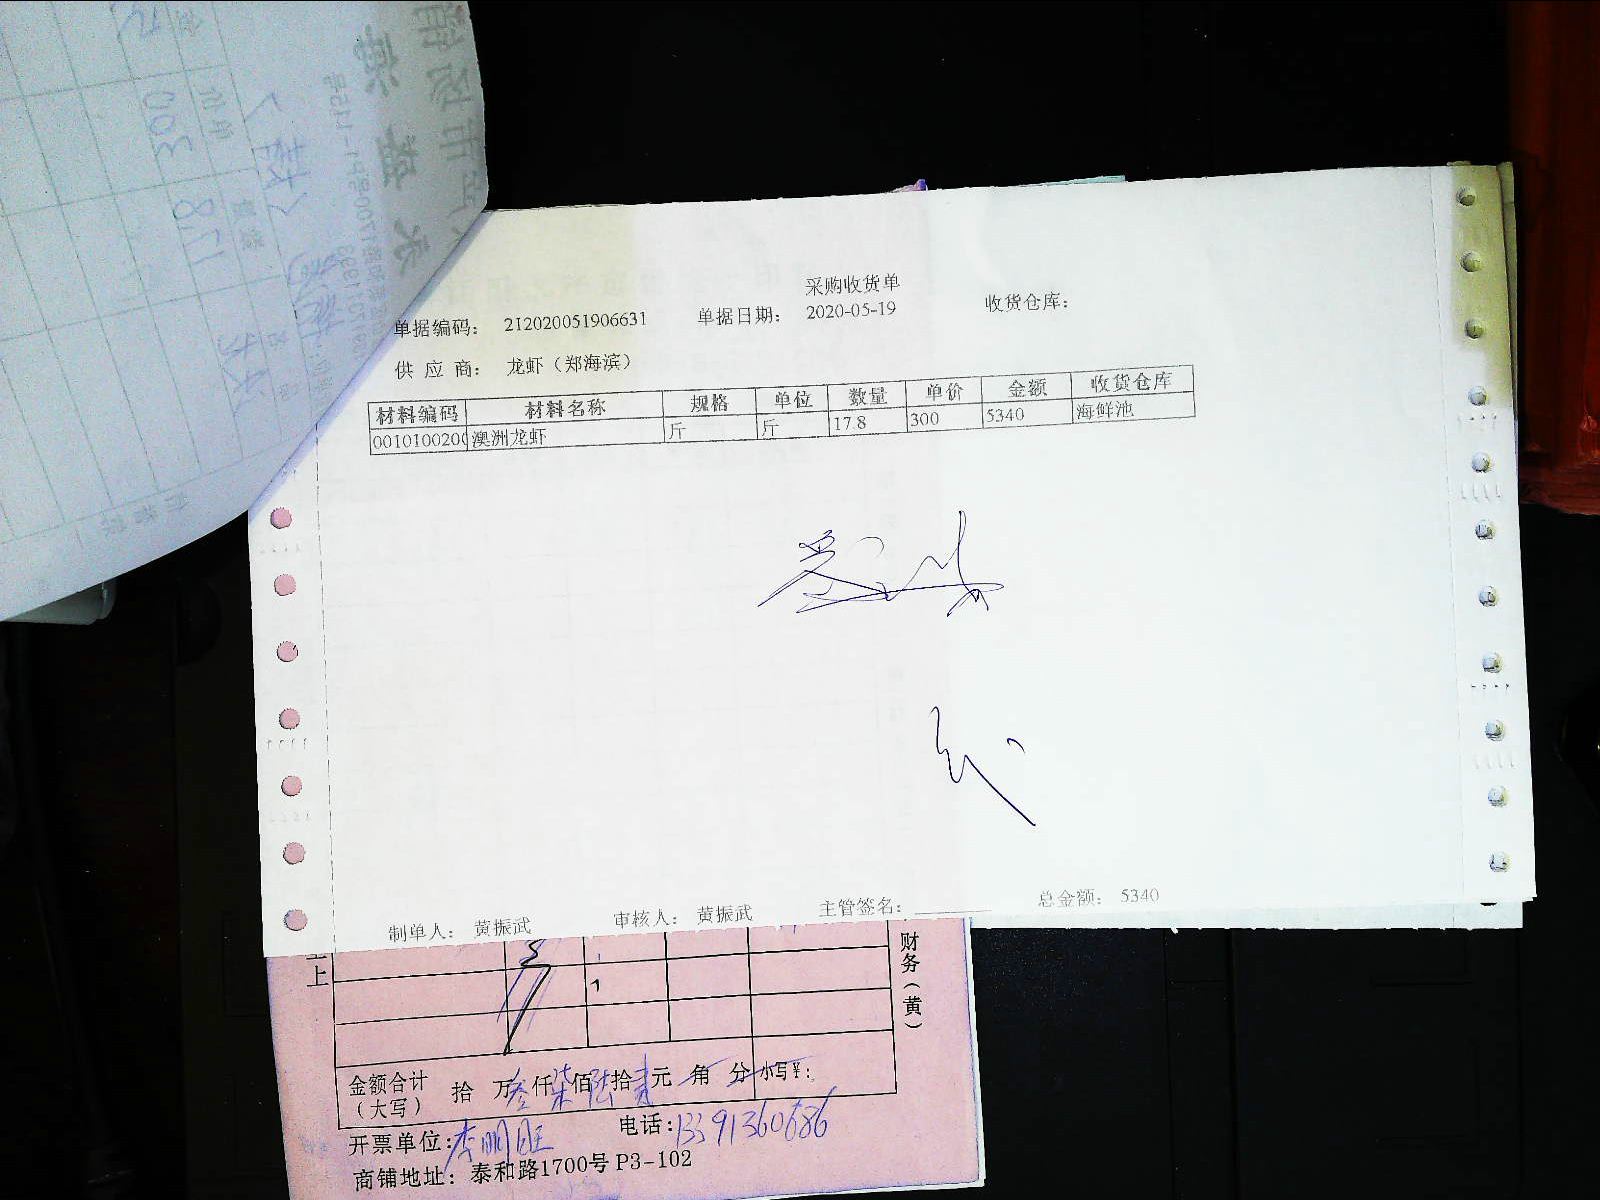 采购收货单
单据编码： 212020051906631 单据日期： 2020-05-19 收货仓库：
供 应 商： 龙虾（郑海滨）
材料编码 材料名称 规格 单位 数量 单价 金额 收货仓库
0010100200 澳洲龙虾 斤 斤 17.8 300 5340 海鲜池
制单人： 黄振武 审核人： 黄振武 主管签名： 总金额： 5340
上
财务（黄）
金额合计（大写） 拾 万叁仟柒佰陆拾 元 角 分 小写￥：
开票单位： 电话：13391360686
商铺地址：泰和路1700号 P3-102
300
17.8